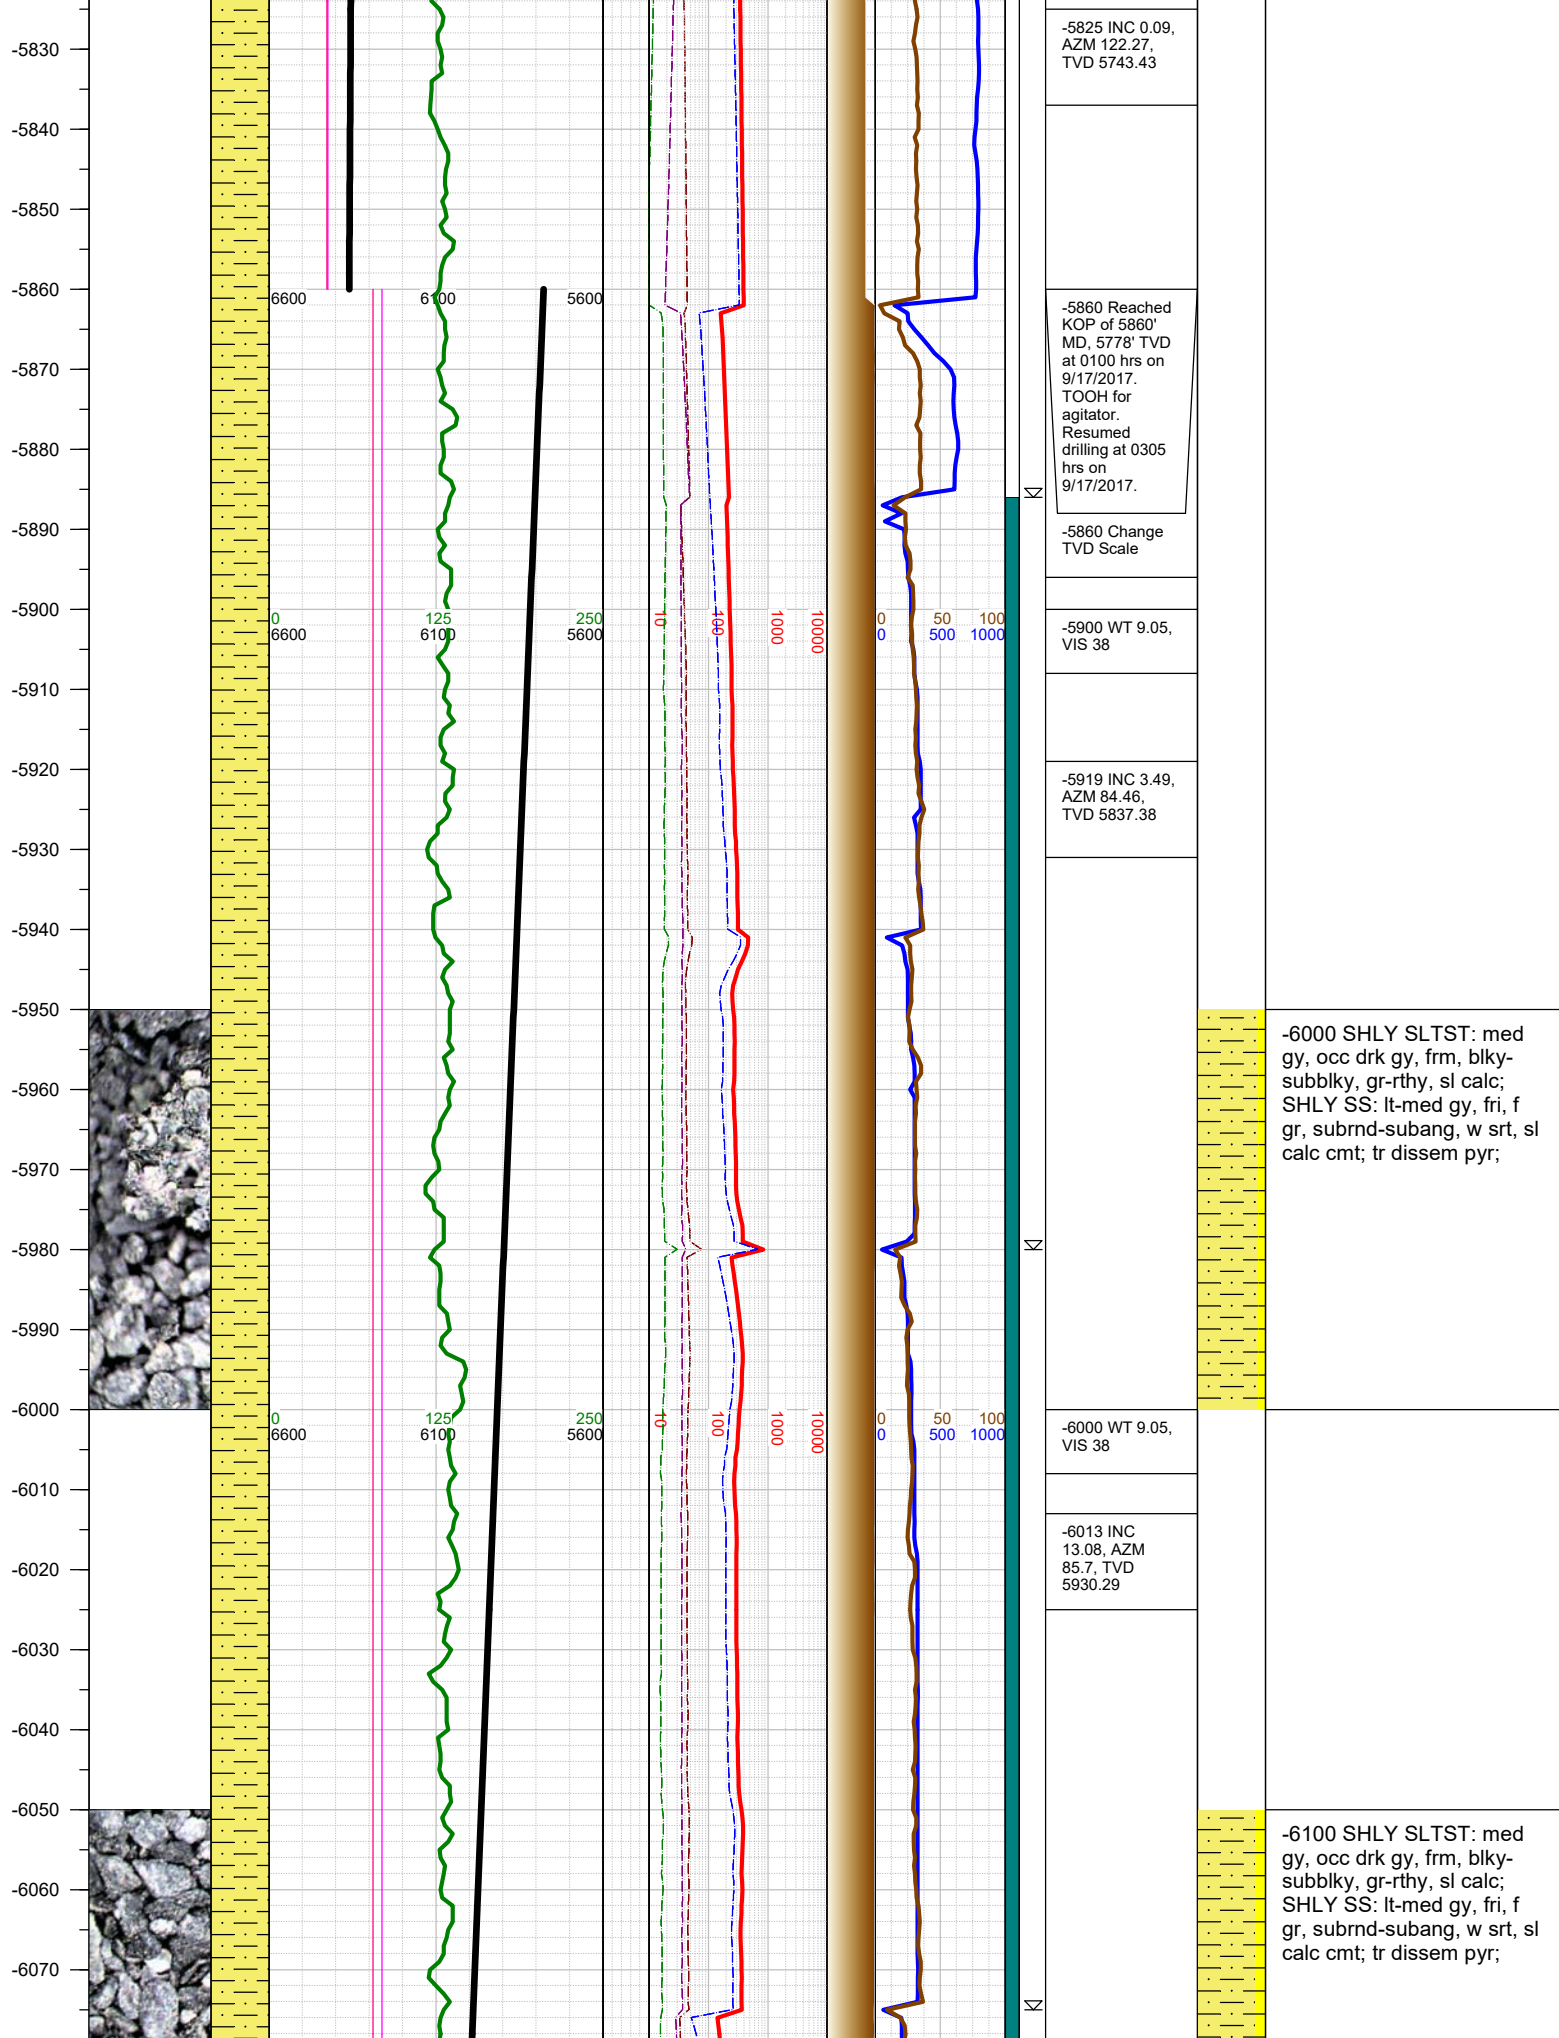 -5825 INC 0.09,
AZM 122.27,
TVD 5743.43
-5830
-5840
-5850
-5860
6600 6100 5600
-5860 Reached
KOP of 5860'
MD, 5778' TVD
at 0100 hrs on
9/17/2017.
TOOH for
agitator.
Resumed
drilling at 0305
hrs on
9/17/2017.
-5870
-5880
-5890
-5860 Change
TVD Scale
-5900
0 125 250 10 100 1000 10000 0 50 100
6600 6100 5600 0 500 1000
-5900 WT 9.05,
VIS 38
-5910
-5920
-5919 INC 3.49,
AZM 84.46,
TVD 5837.38
-5930
-5940
-5950
-6000 SHLY SLTST: med
gy, occ drk gy, frm, blky-
subblky, gr-rthy, sl calc;
SHLY SS: lt-med gy, fri, f
gr, subrnd-subang, w srt, sl
calc cmt; tr dissem pyr;
-5960
-5970
-5980
-5990
-6000
0 125 250 10 100 1000 10000 0 50 100
6600 6100 5600 0 500 1000
-6000 WT 9.05,
VIS 38
-6010
-6013 INC
13.08, AZM
85.7, TVD
5930.29
-6020
-6030
-6040
-6050
-6100 SHLY SLTST: med
gy, occ drk gy, frm, blky-
subblky, gr-rthy, sl calc;
SHLY SS: lt-med gy, fri, f
gr, subrnd-subang, w srt, sl
calc cmt; tr dissem pyr;
-6060
-6070